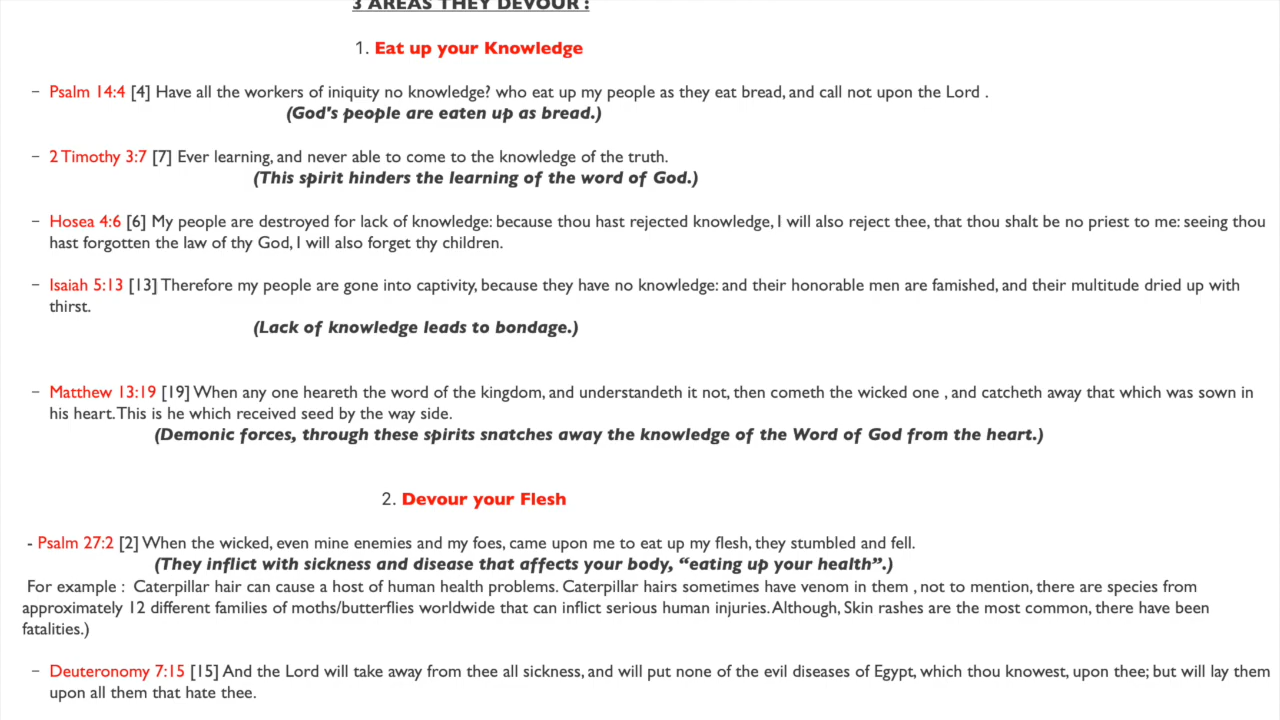 3 AREAS THEY DEVOUR :
1. Eat up your Knowledge
– Psalm 14:4 [4] Have all the workers of iniquity no knowledge? who eat up my people as they eat bread, and call not upon the Lord .
(God's people are eaten up as bread.)
– 2 Timothy 3:7 [7] Ever learning, and never able to come to the knowledge of the truth.
(This spirit hinders the learning of the word of God.)
– Hosea 4:6 [6] My people are destroyed for lack of knowledge: because thou hast rejected knowledge, I will also reject thee, that thou shalt be no priest to me: seeing thou
hast forgotten the law of thy God, I will also forget thy children.
– Isaiah 5:13 [13] Therefore my people are gone into captivity, because they have no knowledge: and their honorable men are famished, and their multitude dried up with
thirst.
(Lack of knowledge leads to bondage.)
– Matthew 13:19 [19] When any one heareth the word of the kingdom, and understandeth it not, then cometh the wicked one , and catcheth away that which was sown in
his heart. This is he which received seed by the way side.
(Demonic forces, through these spirits snatches away the knowledge of the Word of God from the heart.)
2. Devour your Flesh
- Psalm 27:2 [2] When the wicked, even mine enemies and my foes, came upon me to eat up my flesh, they stumbled and fell.
(They inflict with sickness and disease that affects your body, “eating up your health”.)
For example : Caterpillar hair can cause a host of human health problems. Caterpillar hairs sometimes have venom in them , not to mention, there are species from
approximately 12 different families of moths/butterflies worldwide that can inflict serious human injuries. Although, Skin rashes are the most common, there have been
fatalities.)
– Deuteronomy 7:15 [15] And the Lord will take away from thee all sickness, and will put none of the evil diseases of Egypt, which thou knowest, upon thee; but will lay them
upon all them that hate thee.